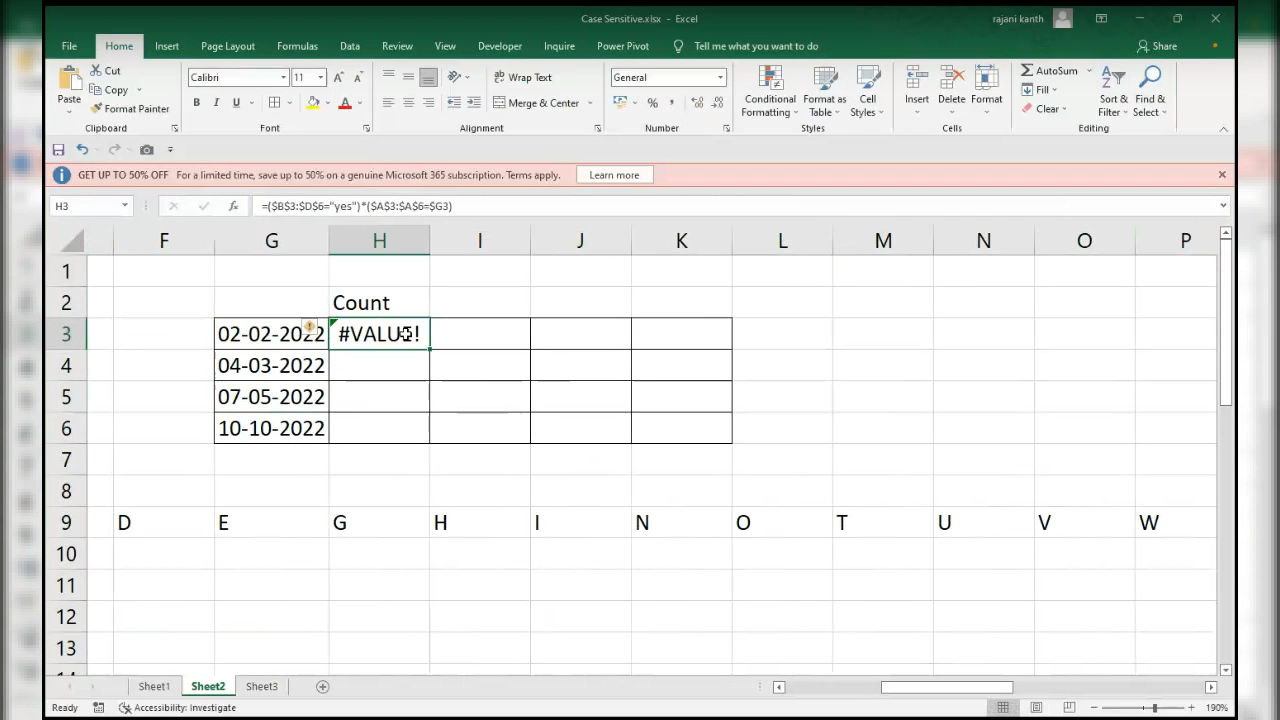 Case Sensitive.xlsx - Excel
rajani kanth
File Home Insert Page Layout Formulas Data Review View Developer Inquire Power Pivot Tell me what you want to do Share
Paste
Cut
Copy
Format Painter
Clipboard
Calibri 11
A A
B I U A
Font
ab
Wrap Text
Merge & Center
Alignment
General
%
Number
Conditional Formatting
Format as Table
Cell Styles
Styles
Insert Delete Format
Cells
AutoSum
Fill
Clear
Sort & Filter
Find & Select
Editing
GET UP TO 50% OFF For a limited time, save up to 50% on a genuine Microsoft 365 subscription. Terms apply. Learn more
H3 fx =($B$3:$D$6="yes")*($A$3:$A$6=$G3)
F G H I J K L M N O P
1
2 Count
3 02-02-2022 #VALUE!
4 04-03-2022
5 07-05-2022
6 10-10-2022
7
8
9 D E G H I N O T U V W
10
11
12
13
Sheet1 Sheet2 Sheet3
Ready Accessibility: Investigate 190%